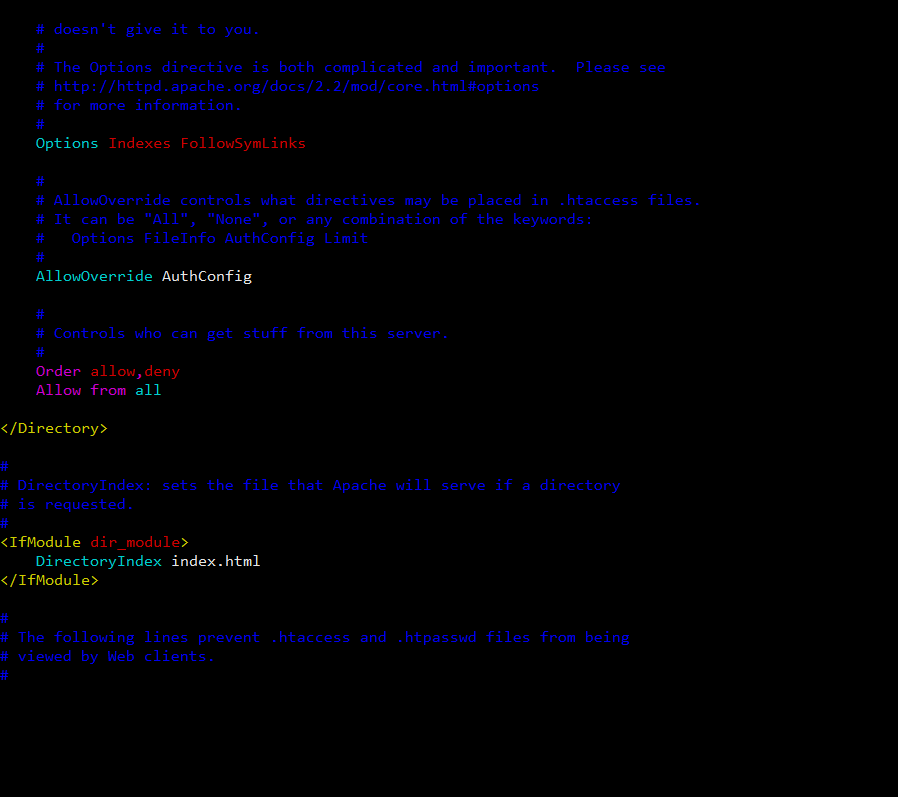 # doesn't give it to you.
#
# The Options directive is both complicated and important.  Please see
# http://httpd.apache.org/docs/2.2/mod/core.html#options
# for more information.
#
Options Indexes FollowSymLinks
#
# AllowOverride controls what directives may be placed in .htaccess files.
# It can be "All", "None", or any combination of the keywords:
#   Options FileInfo AuthConfig Limit
#
AllowOverride AuthConfig
#
# Controls who can get stuff from this server.
#
Order allow,deny
Allow from all
</Directory>
#
# DirectoryIndex: sets the file that Apache will serve if a directory
# is requested.
#
<IfModule dir_module>
DirectoryIndex index.html
</IfModule>
#
# The following lines prevent .htaccess and .htpasswd files from being
# viewed by Web clients.
#